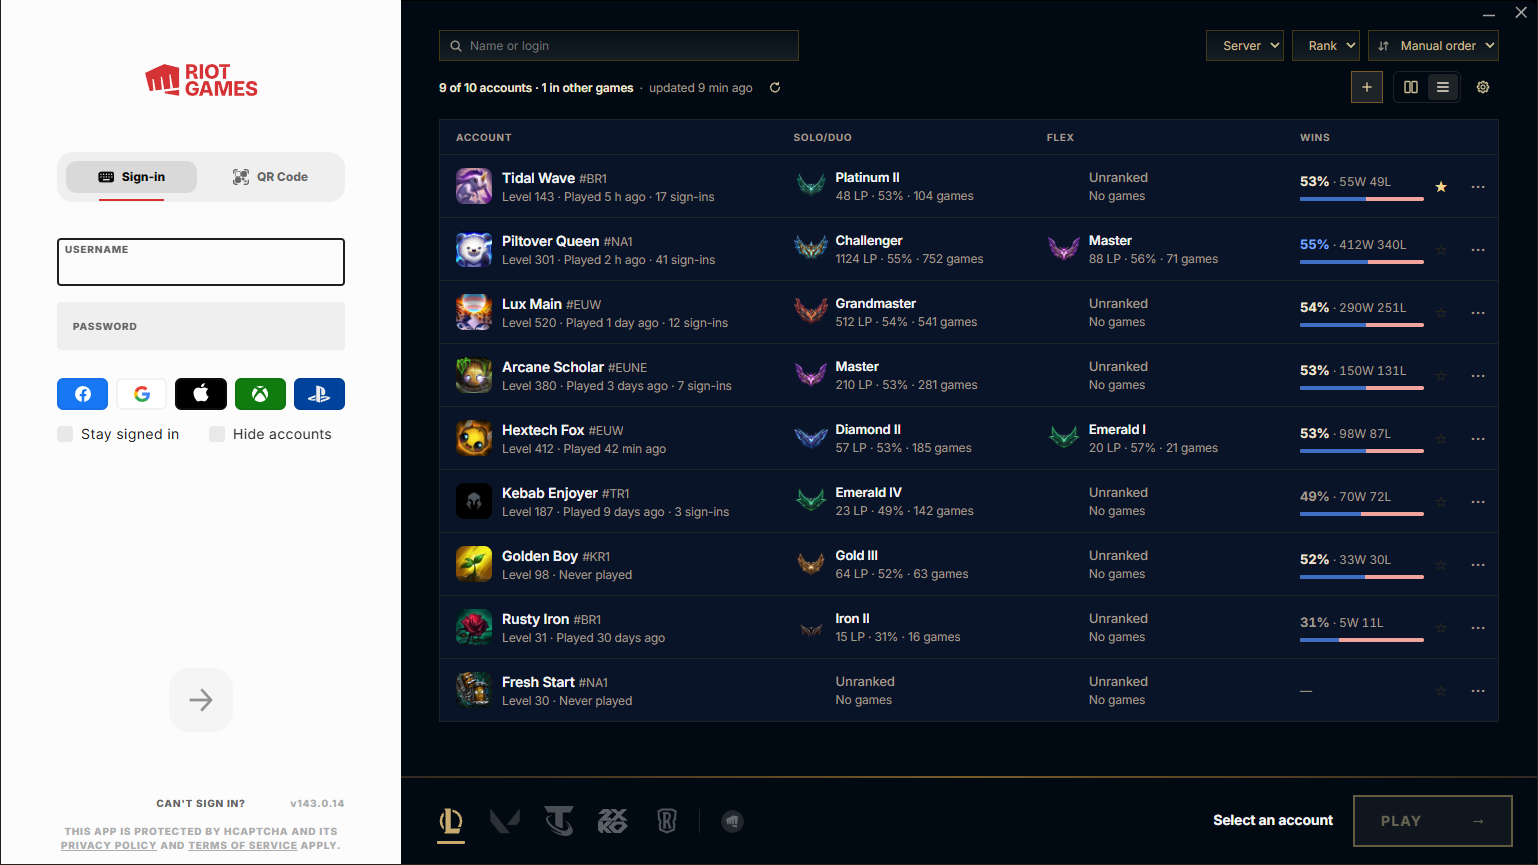 RIOT
GAMES
Sign-in
QR Code
USERNAME
PASSWORD
Stay signed in
Hide accounts
CAN'T SIGN IN?
v143.0.14
THIS APP IS PROTECTED BY HCAPTCHA AND ITS
PRIVACY POLICY AND TERMS OF SERVICE APPLY.
Name or login
Server
Rank
Manual order
9 of 10 accounts · 1 in other games · updated 9 min ago
ACCOUNT SOLO/DUO FLEX WINS
Tidal Wave #BR1 Platinum II Unranked 53% · 55W 49L
Level 143 · Played 5 h ago · 17 sign-ins 48 LP · 53% · 104 games No games
Piltover Queen #NA1 Challenger Master 55% · 412W 340L
Level 301 · Played 2 h ago · 41 sign-ins 1124 LP · 55% · 752 games 88 LP · 56% · 71 games
Lux Main #EUW Grandmaster Unranked 54% · 290W 251L
Level 520 · Played 1 day ago · 12 sign-ins 512 LP · 54% · 541 games No games
Arcane Scholar #EUNE Master Unranked 53% · 150W 131L
Level 380 · Played 3 days ago · 7 sign-ins 210 LP · 53% · 281 games No games
Hextech Fox #EUW Diamond II Emerald I 53% · 98W 87L
Level 412 · Played 42 min ago 57 LP · 53% · 185 games 20 LP · 57% · 21 games
Kebab Enjoyer #TR1 Emerald IV Unranked 49% · 70W 72L
Level 187 · Played 9 days ago · 3 sign-ins 23 LP · 49% · 142 games No games
Golden Boy #KR1 Gold III Unranked 52% · 33W 30L
Level 98 · Never played 64 LP · 52% · 63 games No games
Rusty Iron #BR1 Iron II Unranked 31% · 5W 11L
Level 31 · Played 30 days ago 15 LP · 31% · 16 games No games
Fresh Start #NA1 Unranked Unranked —
Level 30 · Never played No games No games
2XKO
Select an account
PLAY →